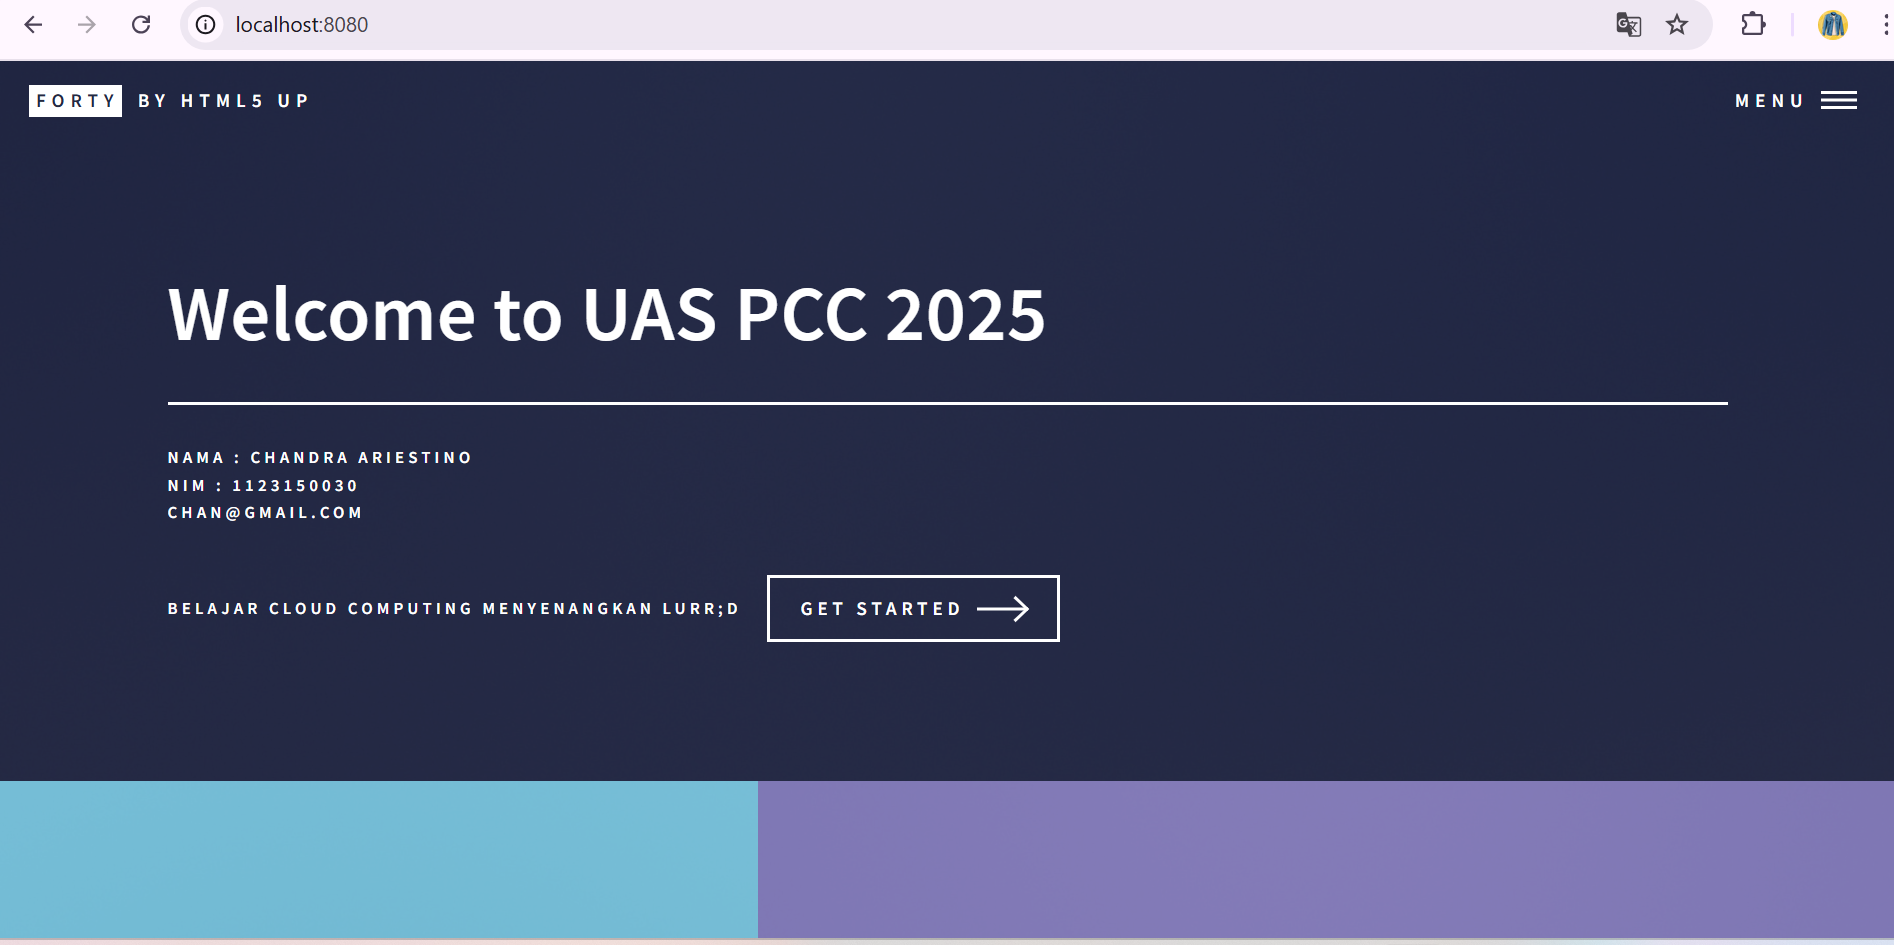 localhost:8080
FORTY BY HTML5 UP
MENU
Welcome to UAS PCC 2025
NAMA : CHANDRA ARIESTINO
NIM : 1123150030
CHAN@GMAIL.COM
BELAJAR CLOUD COMPUTING MENYENANGKAN LURR;D
GET STARTED